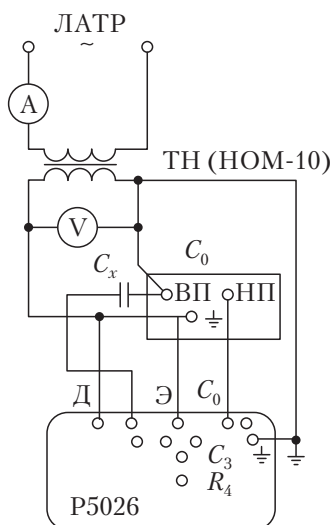 ЛАТР
~
А
ТН (НОМ-10)
V
C₀
Cₓ
ВП НП
Д Э C₀
C₃
R₄
Р5026